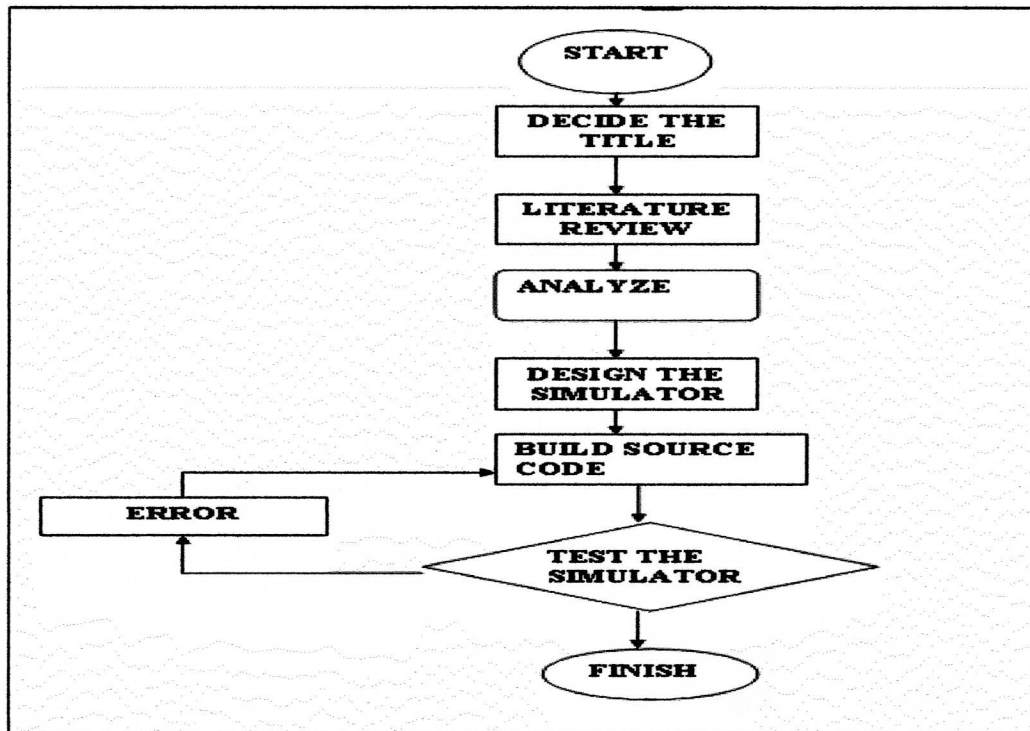 START
DECIDE THE
TITLE
LITERATURE
REVIEW
ANALYZE
DESIGN THE
SIMULATOR
BUILD SOURCE
CODE
ERROR
TEST THE
SIMULATOR
FINISH